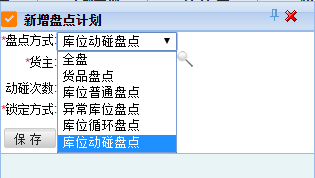 新增盘点计划
*盘点方式: 库位动碰盘点
*货主: 全盘
货品盘点
动碰次数: 库位普通盘点
*锁定方式: 异常库位盘点
库位循环盘点
保存 库位动碰盘点